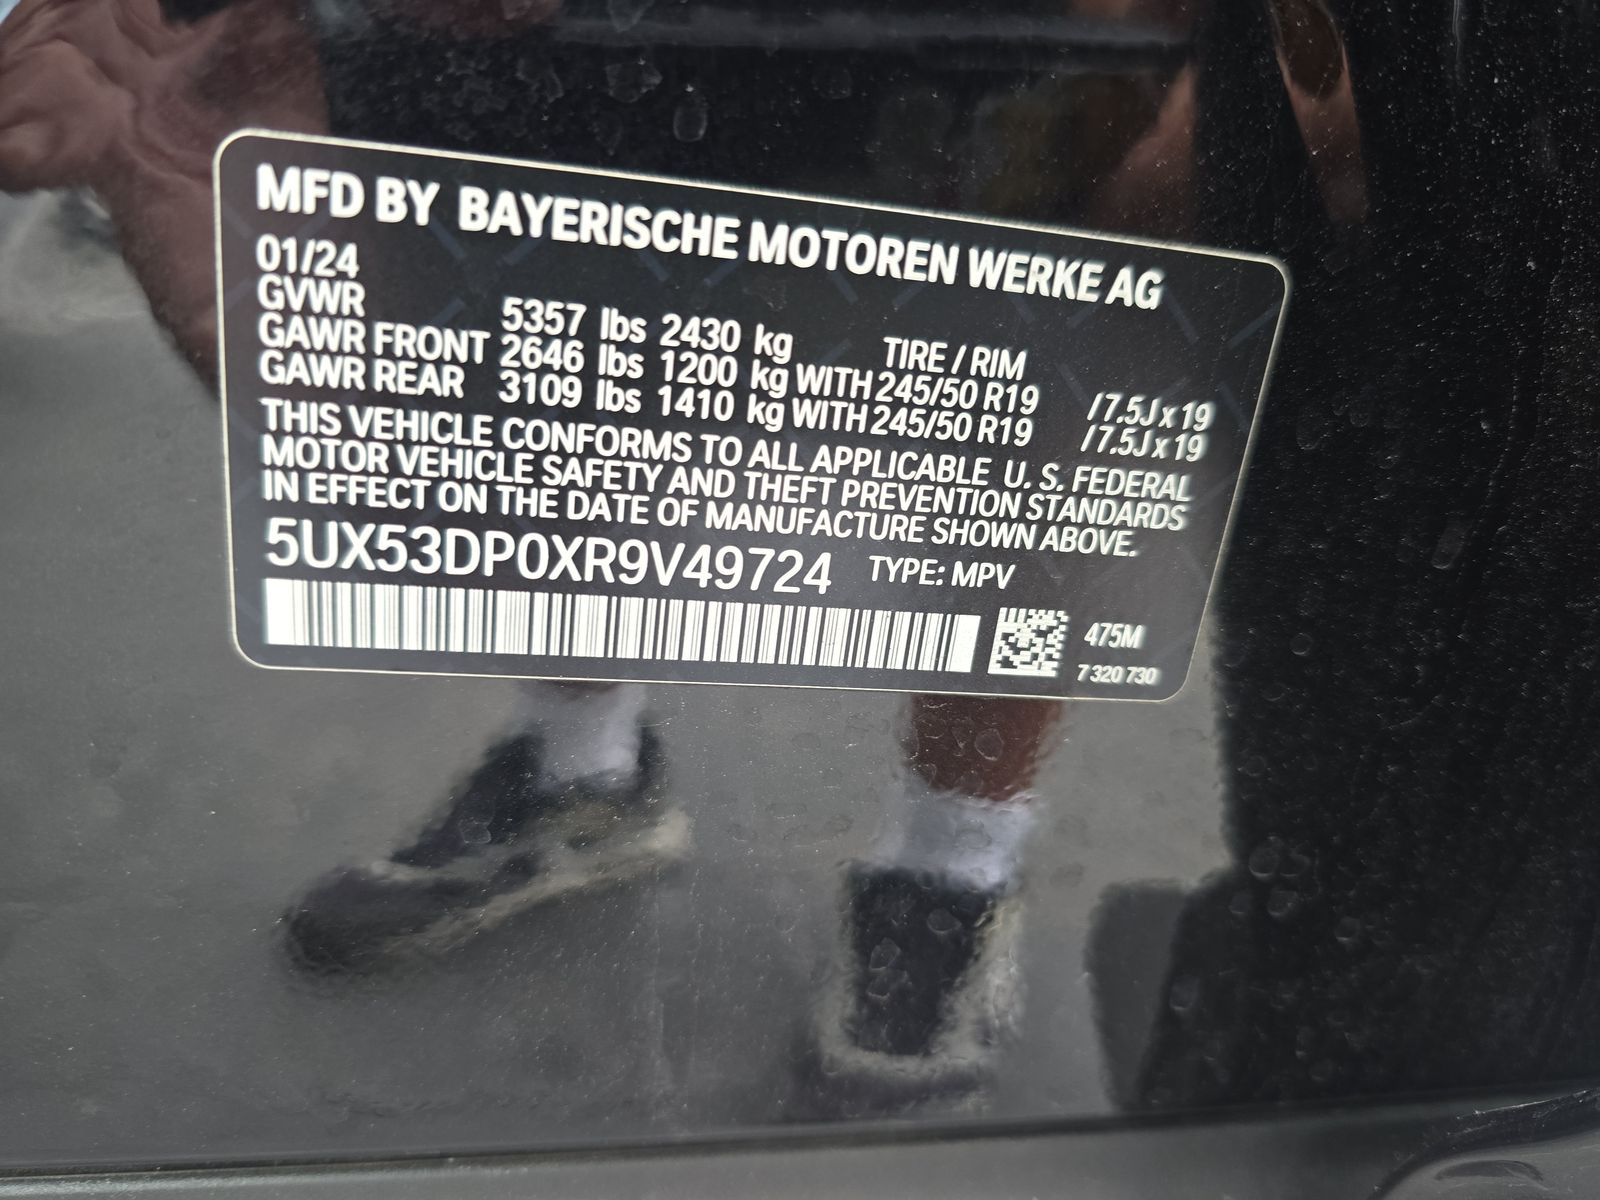 MFD BY BAYERISCHE MOTOREN WERKE AG
01/24
GVWR 5357 lbs 2430 kg TIRE / RIM
GAWR FRONT 2646 lbs 1200 kg WITH 245/50 R19 / 7.5J x 19
GAWR REAR 3109 lbs 1410 kg WITH 245/50 R19 / 7.5J x 19
THIS VEHICLE CONFORMS TO ALL APPLICABLE U. S. FEDERAL
MOTOR VEHICLE SAFETY AND THEFT PREVENTION STANDARDS
IN EFFECT ON THE DATE OF MANUFACTURE SHOWN ABOVE.
5UX53DP0XR9V49724 TYPE: MPV
475M
7 320 730